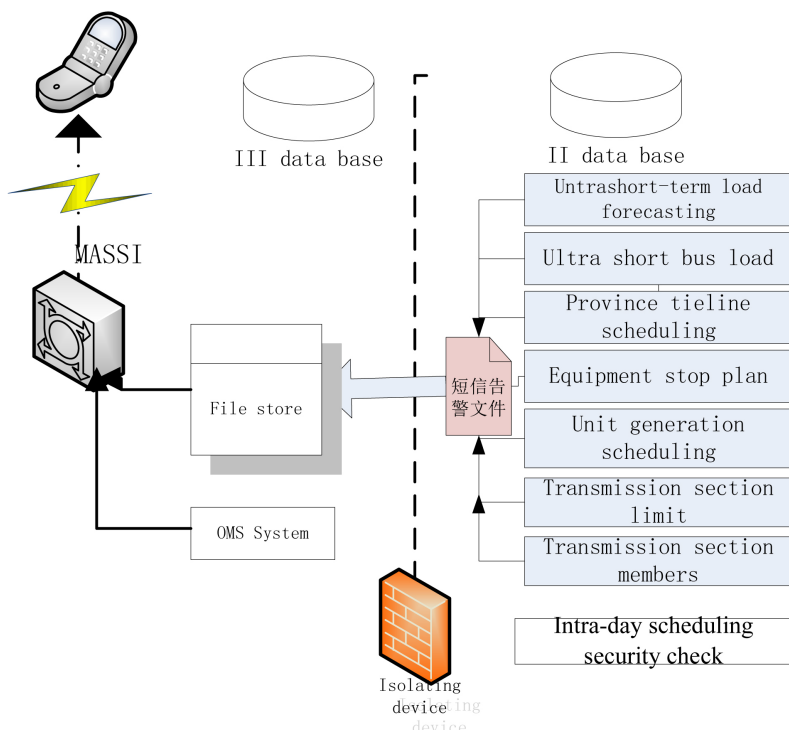 III data base
II data base
Untrashort-term load
forecasting
Ultra short bus load
MASSI
Province tieline
scheduling
短信告
警文件
Equipment stop plan
File store
Unit generation
scheduling
Transmission section
limit
OMS System
Transmission section
members
Intra-day scheduling
security check
Isolating
device
Isolating
device